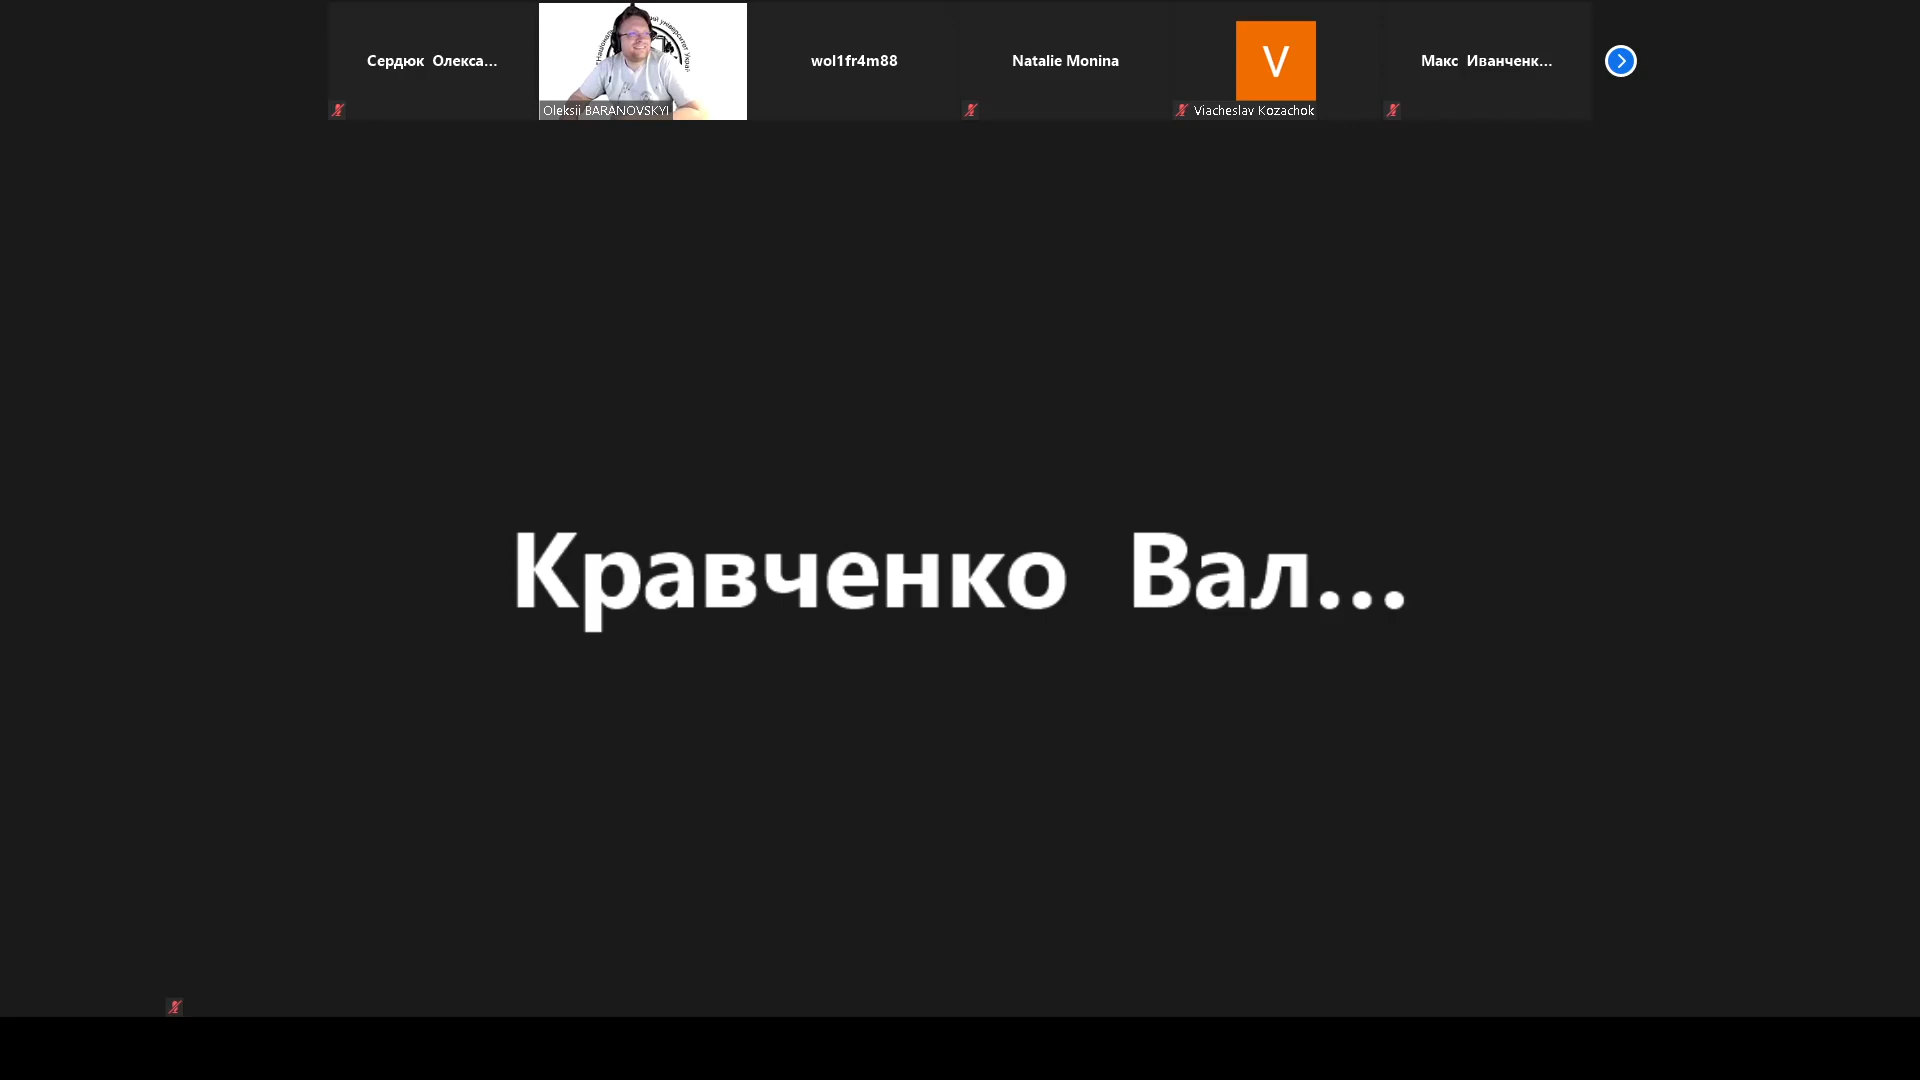 Сердюк Олекса...
Oleksii BARANOVSKYI
wol1fr4m88
Natalie Monina
V
Viacheslav Kozachok
Макс Иванченк...
Кравченко Вал...